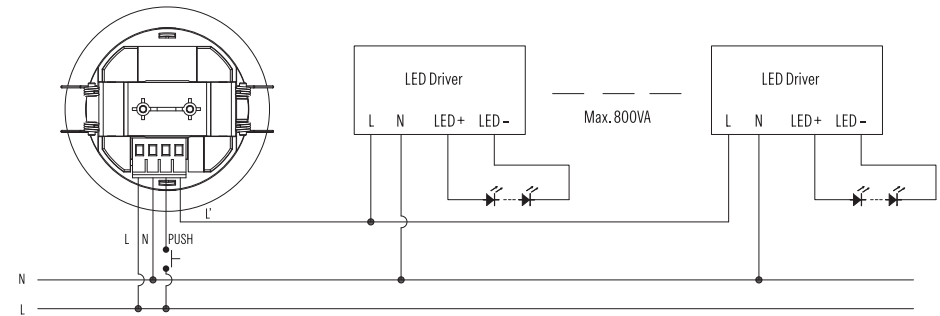 LED Driver
L N LED+ LED-
Max. 800VA
LED Driver
L N LED+ LED-
L'
L N PUSH
N
L